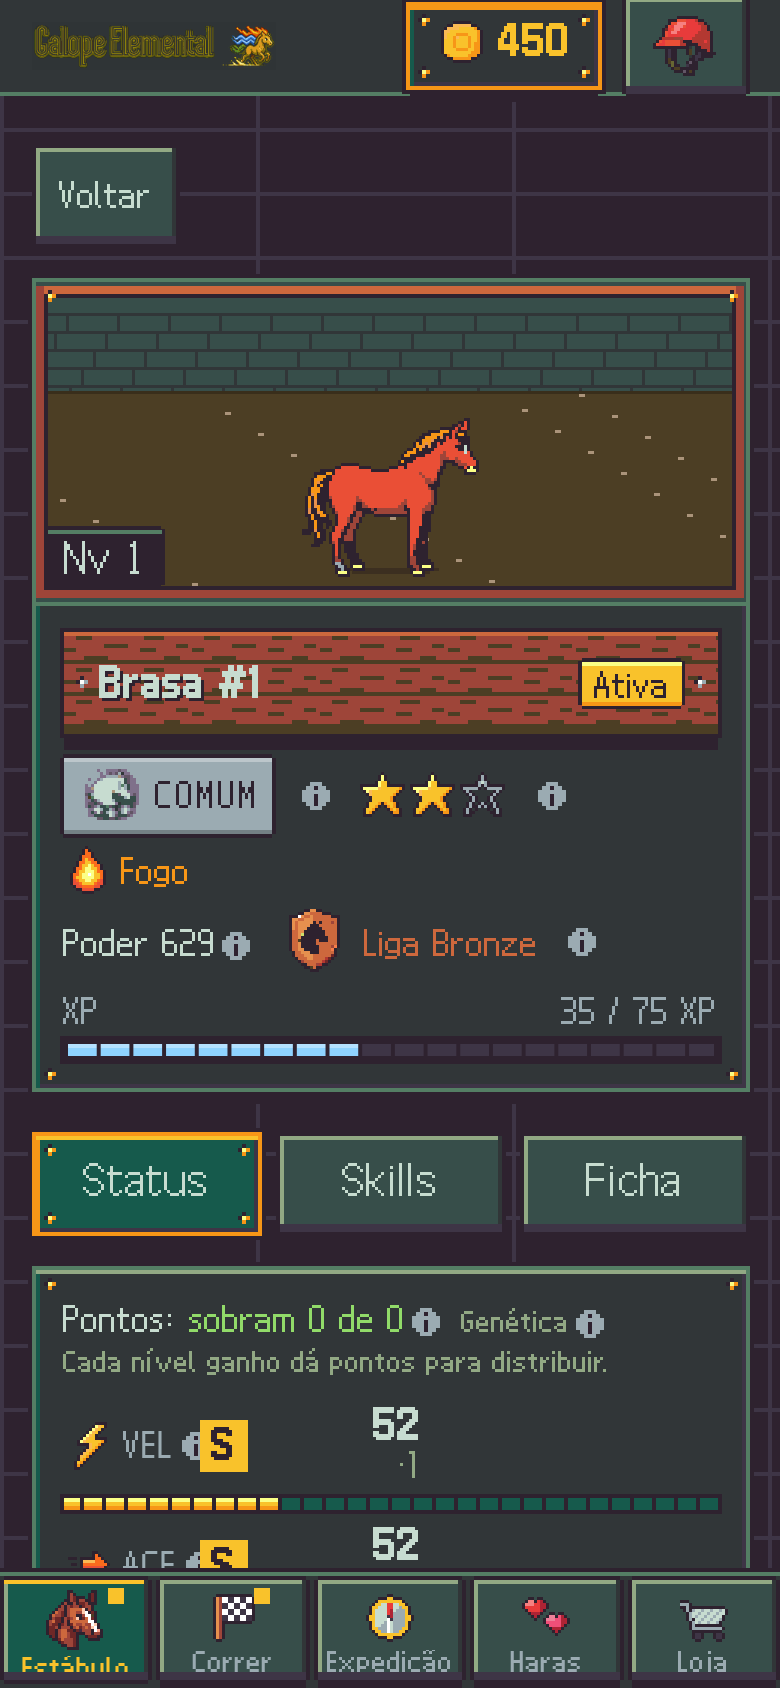 Galope Elemental
450
Voltar
Nv 1
Brasa #1
Ativa
COMUM
Fogo
Poder 629
Liga Bronze
XP
35 / 75 XP
Status
Skills
Ficha
Pontos: sobram 0 de 0
Genética
Cada nível ganho dá pontos para distribuir.
VEL
S
52
·1
ACE
S
52
Estábulo
Correr
Expedição
Haras
Loja